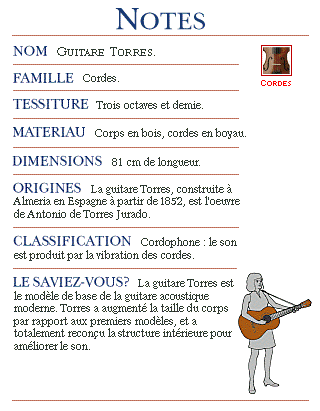 NOTES
NOM Guitare Torres.
Cordes
FAMILLE Cordes.
TESSITURE Trois octaves et demie.
MATERIAU Corps en bois, cordes en boyau.
DIMENSIONS 81 cm de longueur.
ORIGINES La guitare Torres, construite à
Almeria en Espagne à partir de 1852, est l'oeuvre
de Antonio de Torres Jurado.
CLASSIFICATION Cordophone : le son
est produit par la vibration des cordes.
LE SAVIEZ-VOUS? La guitare Torres est
le modèle de base de la guitare acoustique
moderne. Torres a augmenté la taille du corps
par rapport aux premiers modèles, et a
totalement reconçu la structure intérieure pour
améliorer le son.